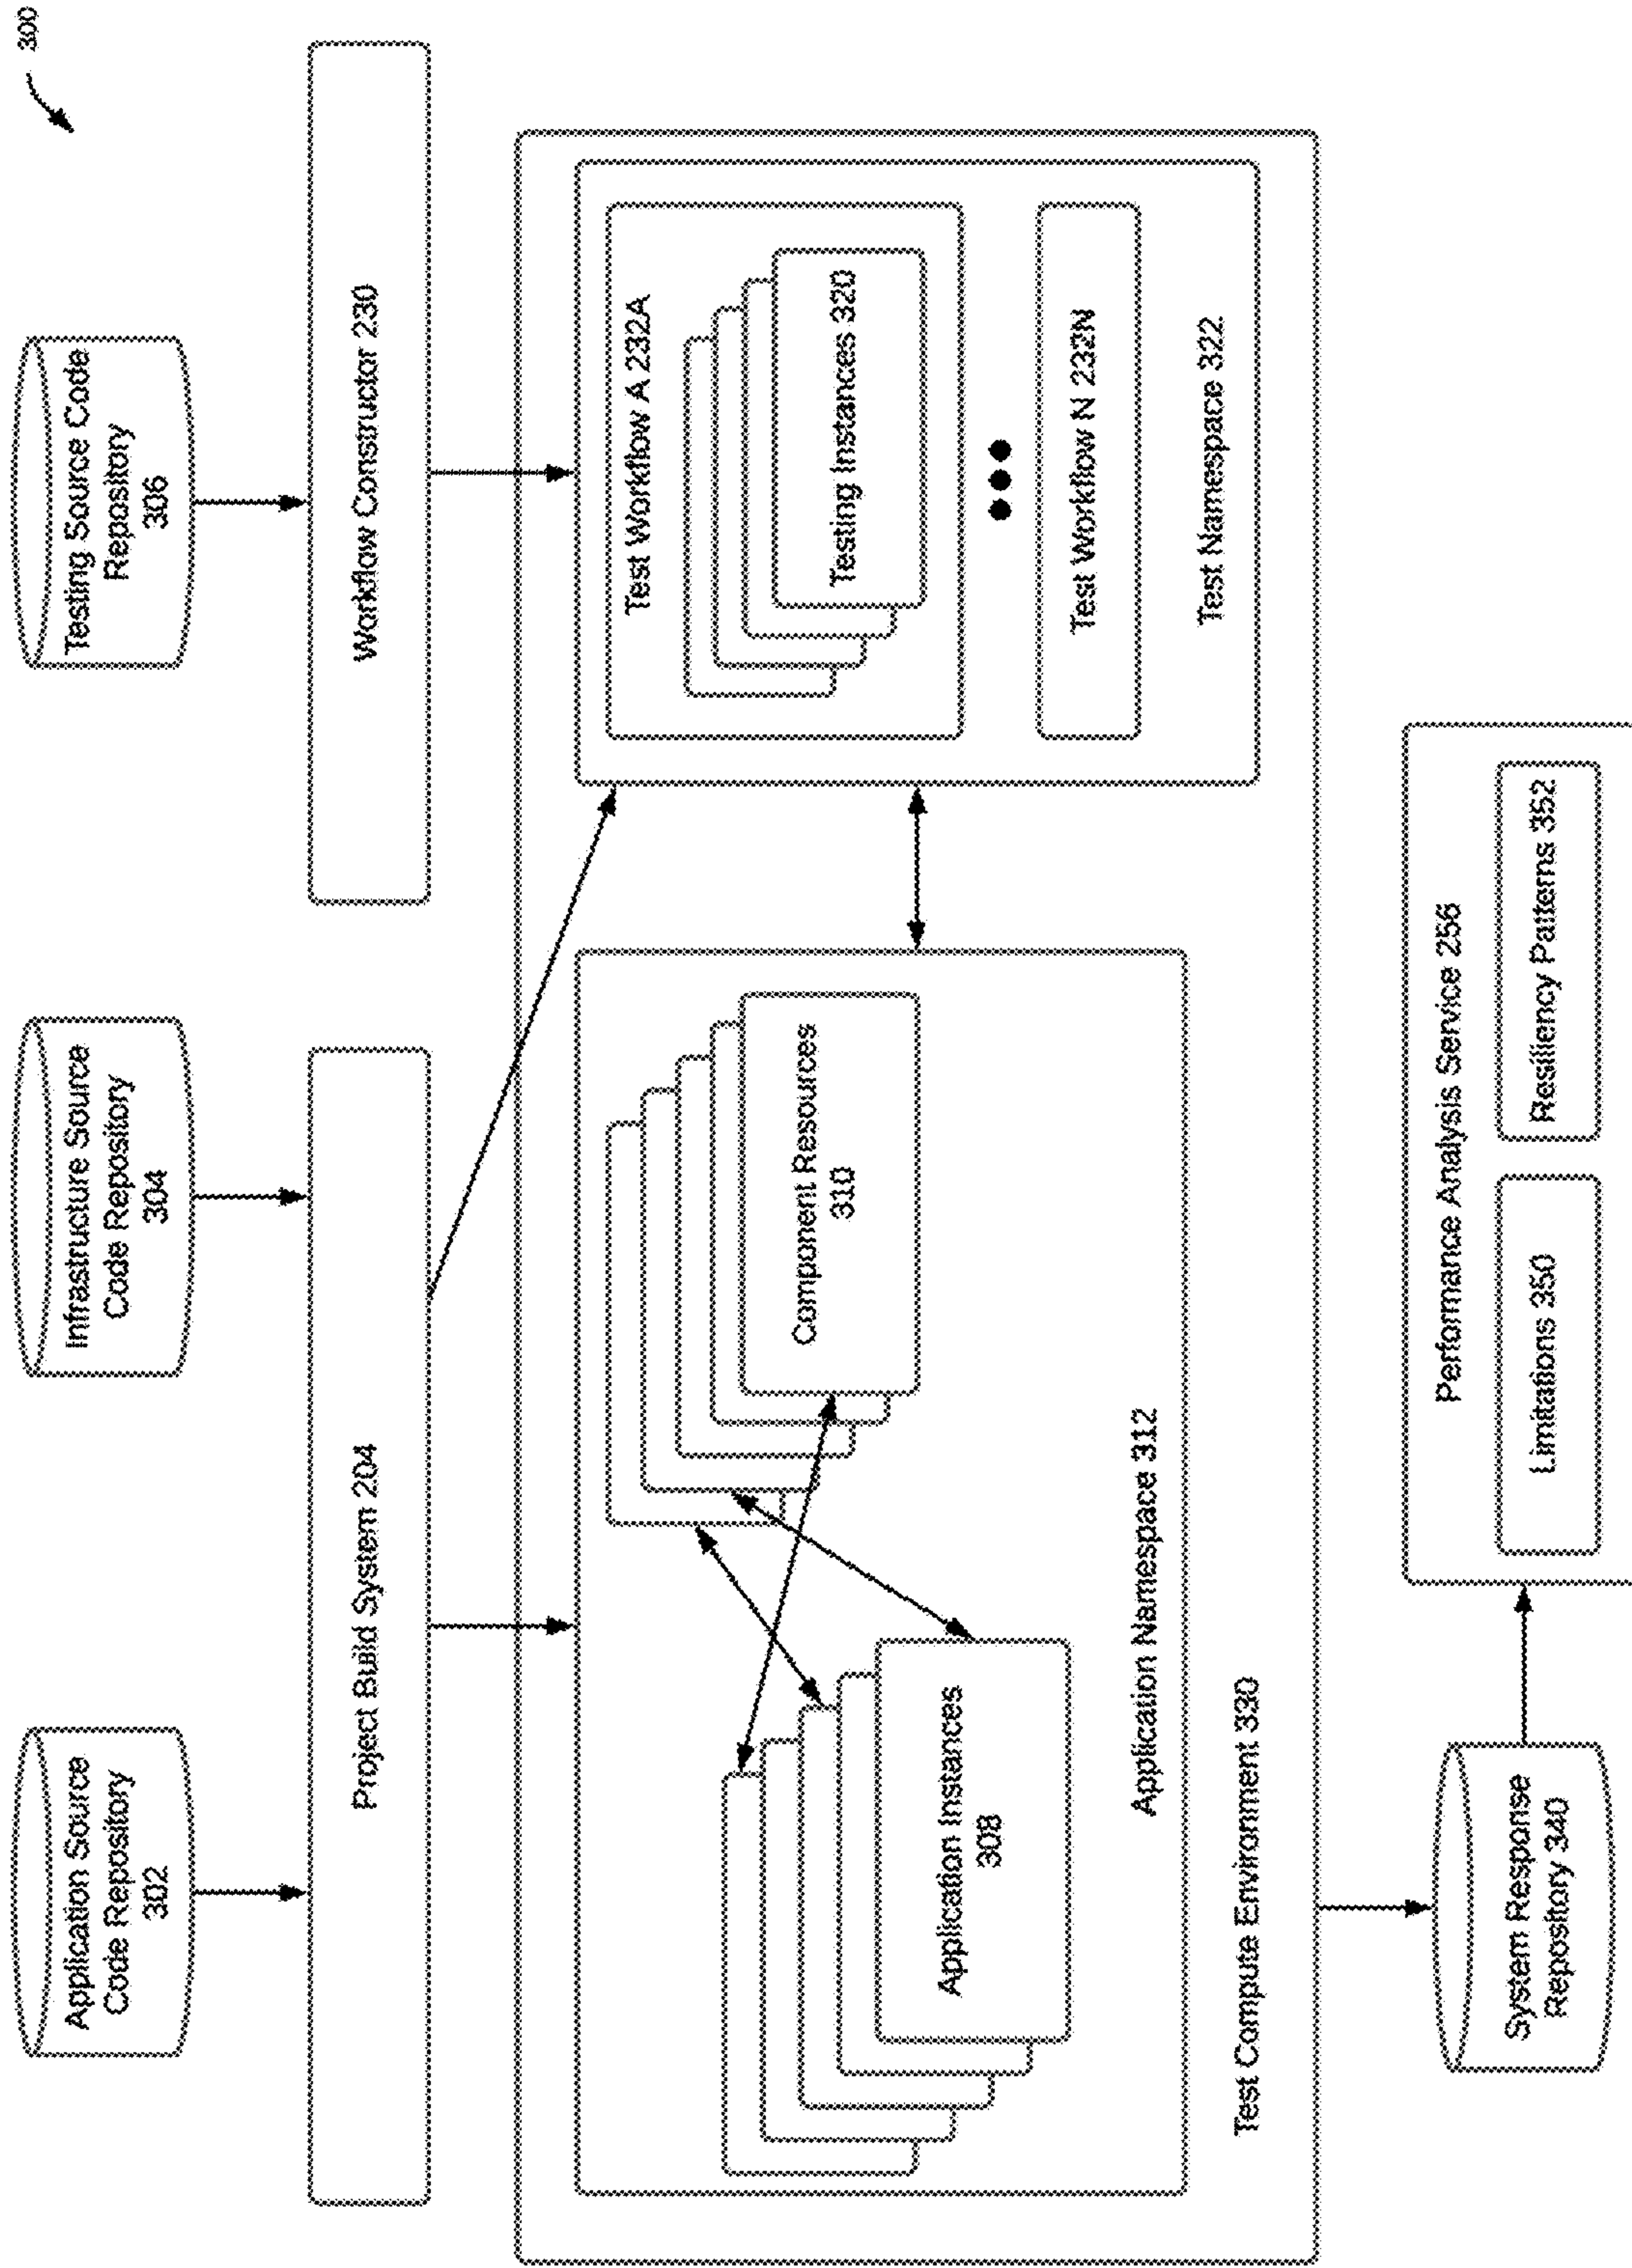 300
Application Source
Code Repository
302
Infrastructure Source
Code Repository
304
Testing Source Code
Repository
306
Project Build System 204
Workflow Constructor 230
Component Resources
310
Application Instances
308
Application Namespace 312
Test Workflow A 232A
Testing Instances 320
Test Workflow N 232N
Test Namespace 322
Test Compute Environment 330
System Response
Repository 340
Performance Analysis Service 256
Limitations 350
Resiliency Patterns 352